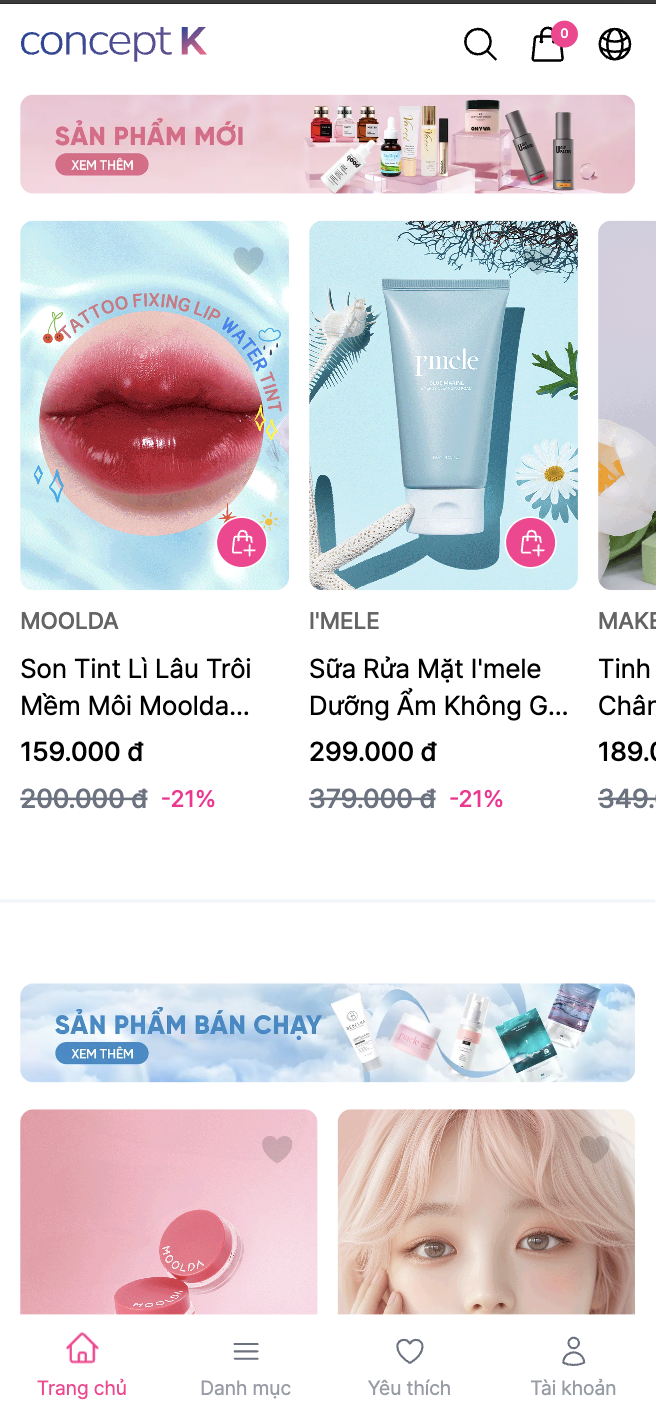 concept K
0
SẢN PHẨM MỚI
XEM THÊM
TATTOO FIXING LIP WATER TINT
I'mele
BLUE MARINE
MOOLDA
I'MELE
MAKE
Son Tint Lì Lâu Trôi
Mềm Môi Moolda...
Sữa Rửa Mặt I'mele
Dưỡng Ẩm Không G...
Tinh
Chân
159.000 đ
299.000 đ
189.0
200.000 đ -21%
379.000 đ -21%
349.
SẢN PHẨM BÁN CHẠY
XEM THÊM
MOOLDA
MOOLDA
Trang chủ
Danh mục
Yêu thích
Tài khoản